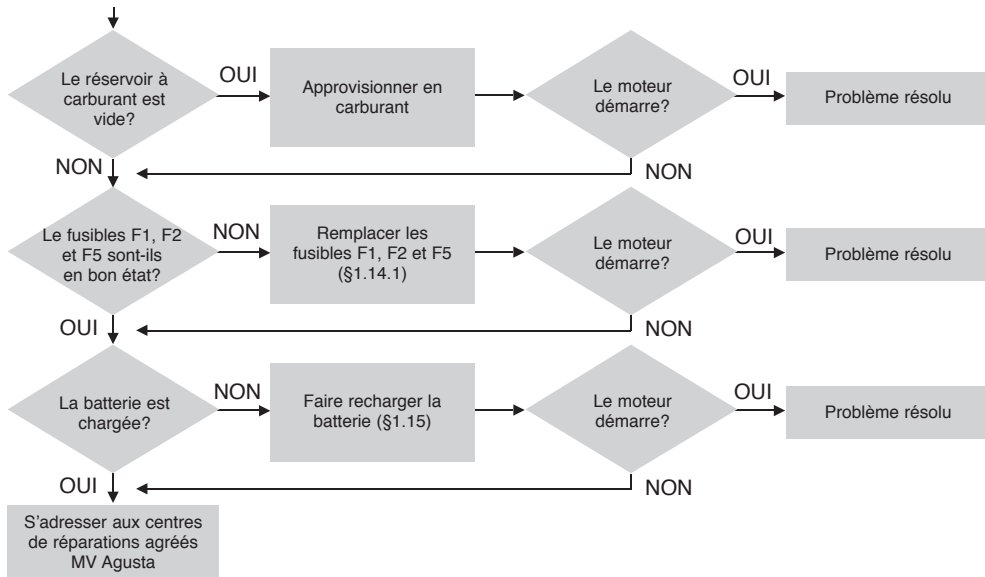 Le réservoir à
carburant est
vide?
OUI
Approvisionner en
carburant
Le moteur
démarre?
OUI
Problème résolu
NON
NON
Le fusibles F1, F2
et F5 sont-ils
en bon état?
NON
Remplacer les
fusibles F1, F2 et F5
(§1.14.1)
Le moteur
démarre?
OUI
Problème résolu
OUI
NON
La batterie est
chargée?
NON
Faire recharger la
batterie (§1.15)
Le moteur
démarre?
OUI
Problème résolu
OUI
NON
S'adresser aux centres
de réparations agréés
MV Agusta